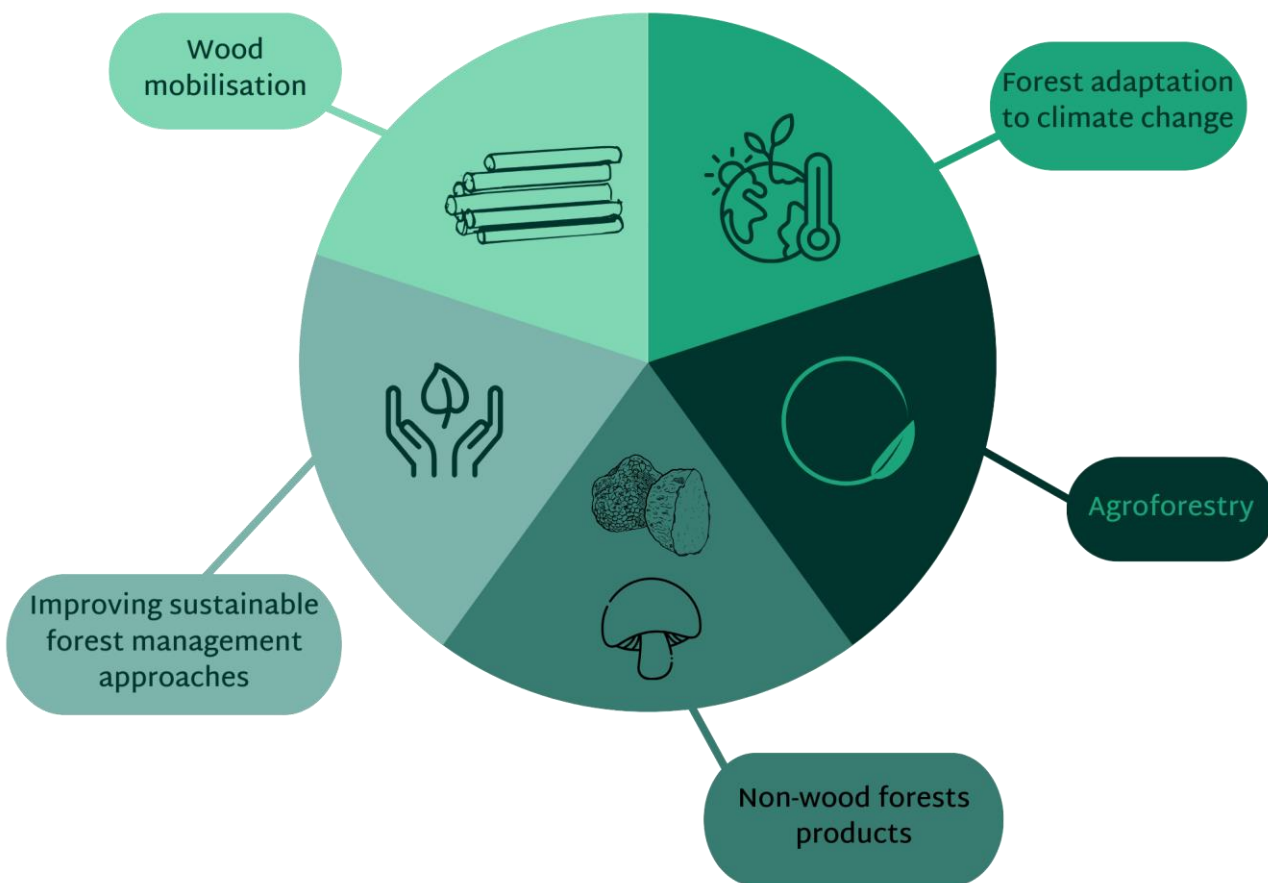 Wood
mobilisation
Forest adaptation
to climate change
Agroforestry
Improving sustainable
forest management
approaches
Non-wood forests
products